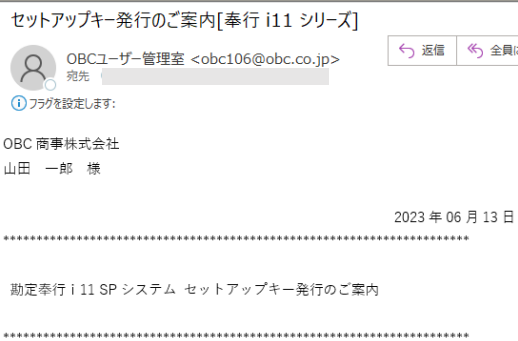 セットアップキー発行のご案内[奉行 i11 シリーズ]
OBCユーザー管理室 <obc106@obc.co.jp>
宛先
返信
全員に
フラグを設定します:
OBC 商事株式会社
山田　一郎　様
2023 年 06 月 13 日
**********************************************************************
勘定奉行 i 11 SP システム セットアップキー発行のご案内
**********************************************************************